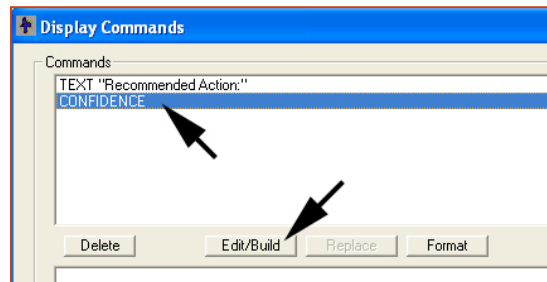 Display Commands
Commands
TEXT "Recommended Action:"
CONFIDENCE
Delete Edit/Build Replace Format